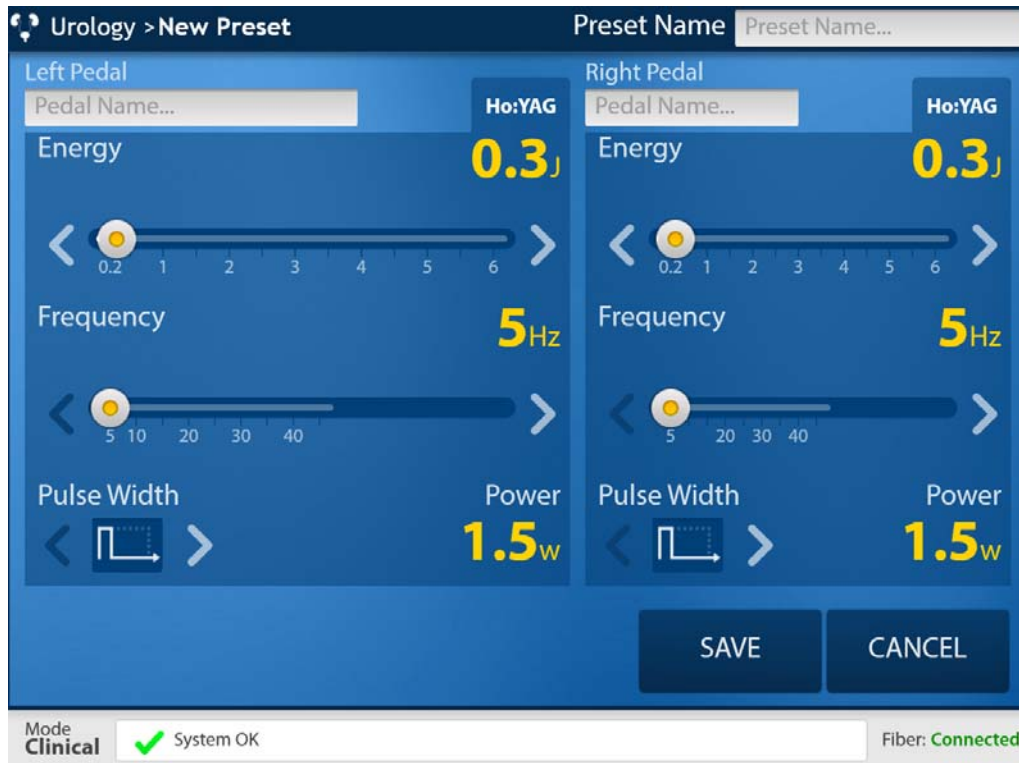 Urology > New Preset
Preset Name Preset Name...
Left Pedal
Pedal Name...
Ho:YAG
Energy
0.3J
0.2 1 2 3 4 5 6
Frequency
5Hz
5 10 20 30 40
Pulse Width
Power
1.5w
Right Pedal
Pedal Name...
Ho:YAG
Energy
0.3J
0.2 1 2 3 4 5 6
Frequency
5Hz
5 20 30 40
Pulse Width
Power
1.5w
SAVE
CANCEL
Mode
Clinical
System OK
Fiber: Connected